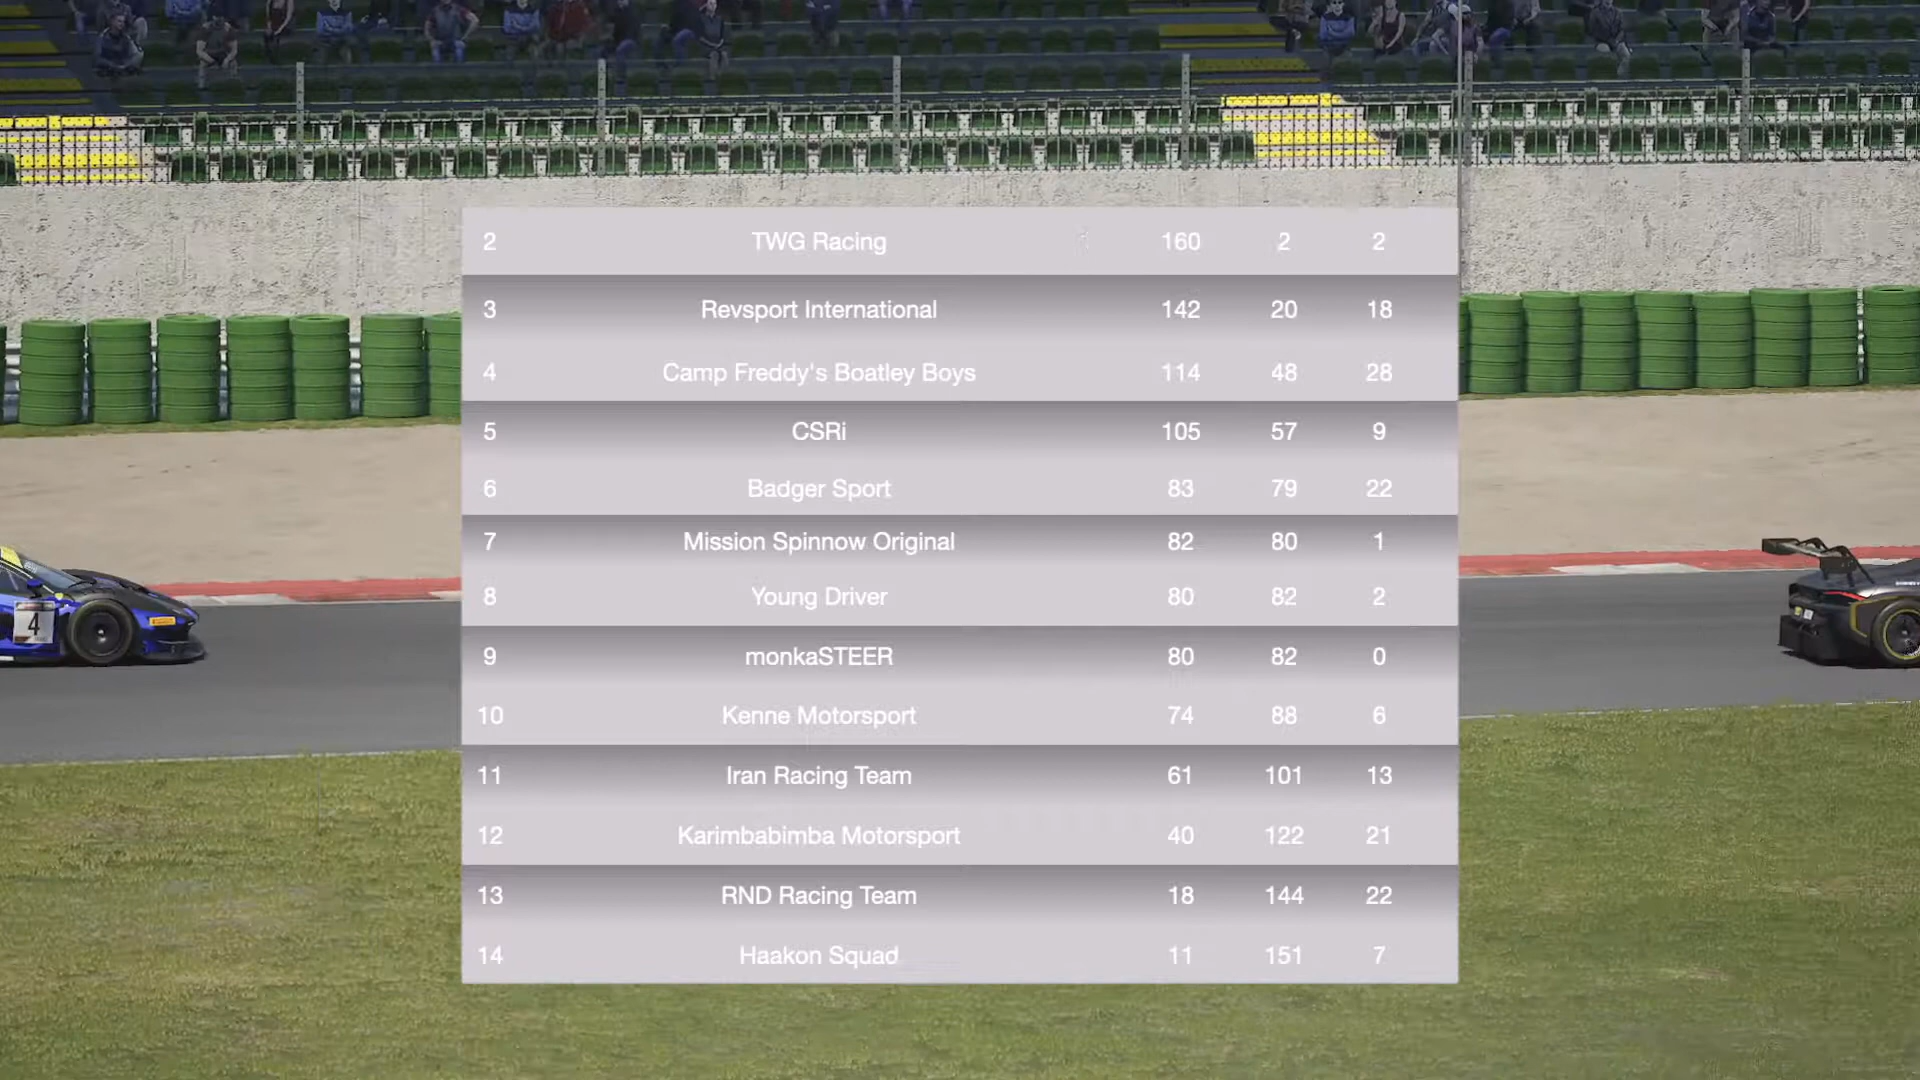 2 TWG Racing 160 2 2
3 Revsport International 142 20 18
4 Camp Freddy's Boatley Boys 114 48 28
5 CSRi 105 57 9
6 Badger Sport 83 79 22
7 Mission Spinnow Original 82 80 1
8 Young Driver 80 82 2
9 monkaSTEER 80 82 0
10 Kenne Motorsport 74 88 6
11 Iran Racing Team 61 101 13
12 Karimbabimba Motorsport 40 122 21
13 RND Racing Team 18 144 22
14 Haakon Squad 11 151 7
4